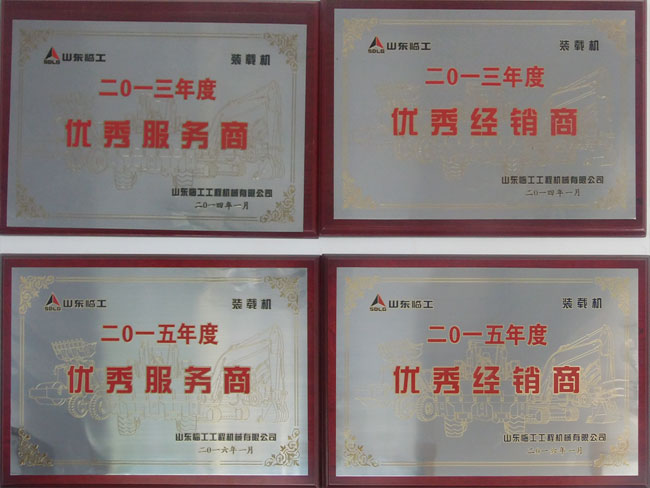 山东临工
SDLG
装载机
二〇一三年度
优秀服务商
山东临工工程机械有限公司
二〇一四年一月
山东临工
SDLG
装载机
二〇一三年度
优秀经销商
山东临工工程机械有限公司
二〇一四年一月
山东临工
SDLG
装载机
二〇一五年度
优秀服务商
山东临工工程机械有限公司
二〇一六年一月
山东临工
SDLG
装载机
二〇一五年度
优秀经销商
山东临工工程机械有限公司
二〇一六年一月